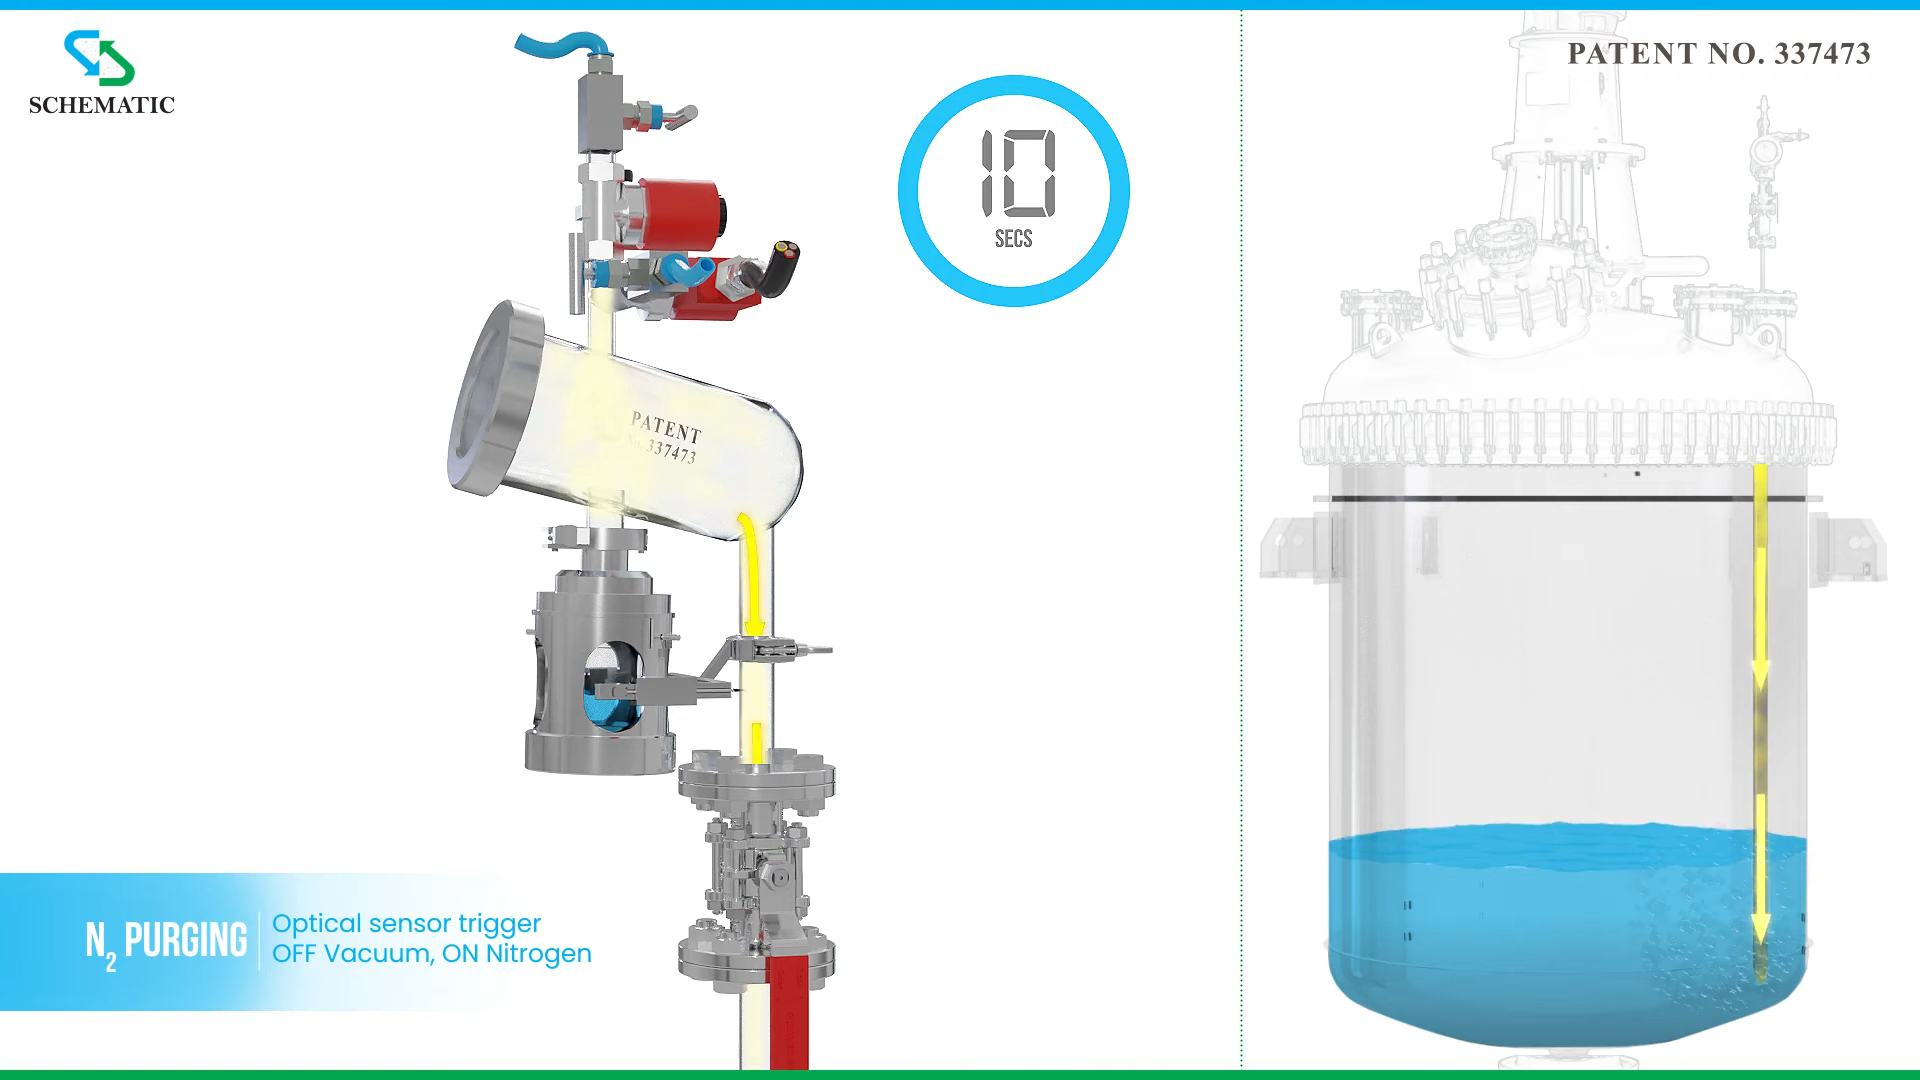 SCHEMATIC
PATENT NO. 337473
10
SECS
PATENT
No. 337473
N2 PURGING
Optical sensor trigger
OFF Vacuum, ON Nitrogen